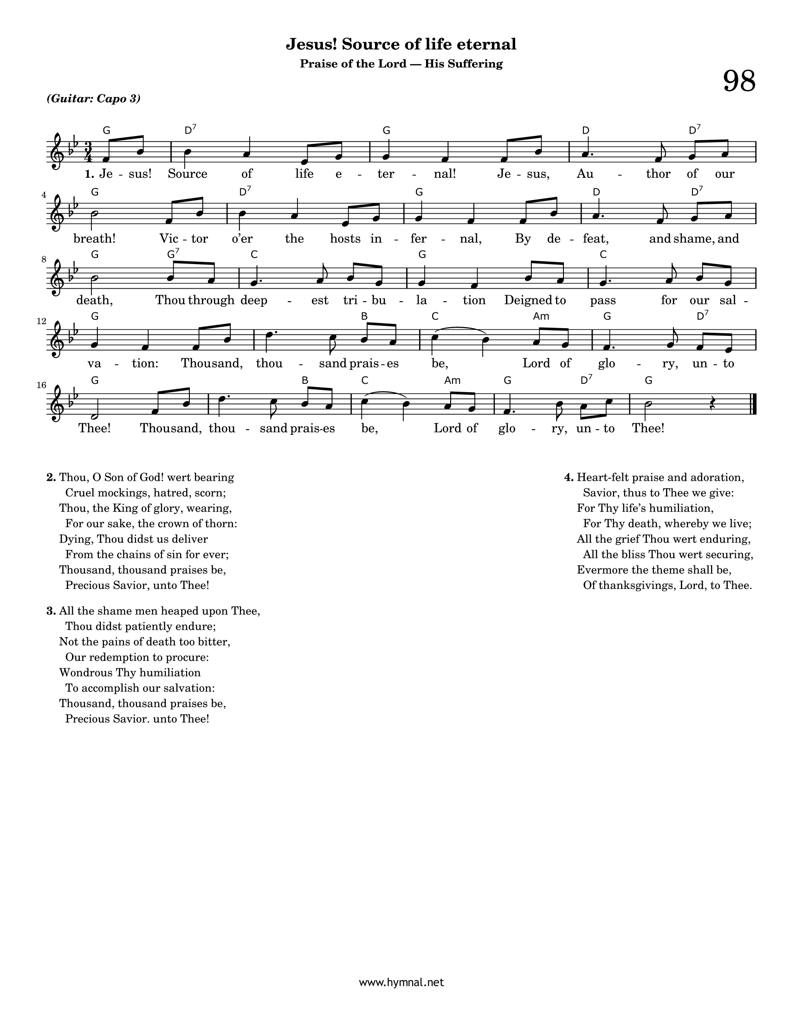 Jesus! Source of life eternal
Praise of the Lord — His Suffering
98
(Guitar: Capo 3)
G D7 G D D7
3
4
1. Je - sus! Source of life e - ter - nal! Je - sus, Au - thor of our
4
G D7 G D D7
breath! Vic - tor o'er the hosts in - fer - nal, By de - feat, and shame, and
8
G G7 C G C
death, Thou through deep - est tri - bu - la - tion Deigned to pass for our sal -
12
G B C Am G D7
va - tion: Thousand, thou - sand prais - es be, Lord of glo - ry, un - to
16
G B C Am G D7 G
Thee! Thousand, thou - sand prais-es be, Lord of glo - ry, un - to Thee!
2. Thou, O Son of God! wert bearing
Cruel mockings, hatred, scorn;
Thou, the King of glory, wearing,
For our sake, the crown of thorn:
Dying, Thou didst us deliver
From the chains of sin for ever;
Thousand, thousand praises be,
Precious Savior, unto Thee!
3. All the shame men heaped upon Thee,
Thou didst patiently endure;
Not the pains of death too bitter,
Our redemption to procure:
Wondrous Thy humiliation
To accomplish our salvation:
Thousand, thousand praises be,
Precious Savior. unto Thee!
4. Heart-felt praise and adoration,
Savior, thus to Thee we give:
For Thy life's humiliation,
For Thy death, whereby we live;
All the grief Thou wert enduring,
All the bliss Thou wert securing,
Evermore the theme shall be,
Of thanksgivings, Lord, to Thee.
www.hymnal.net